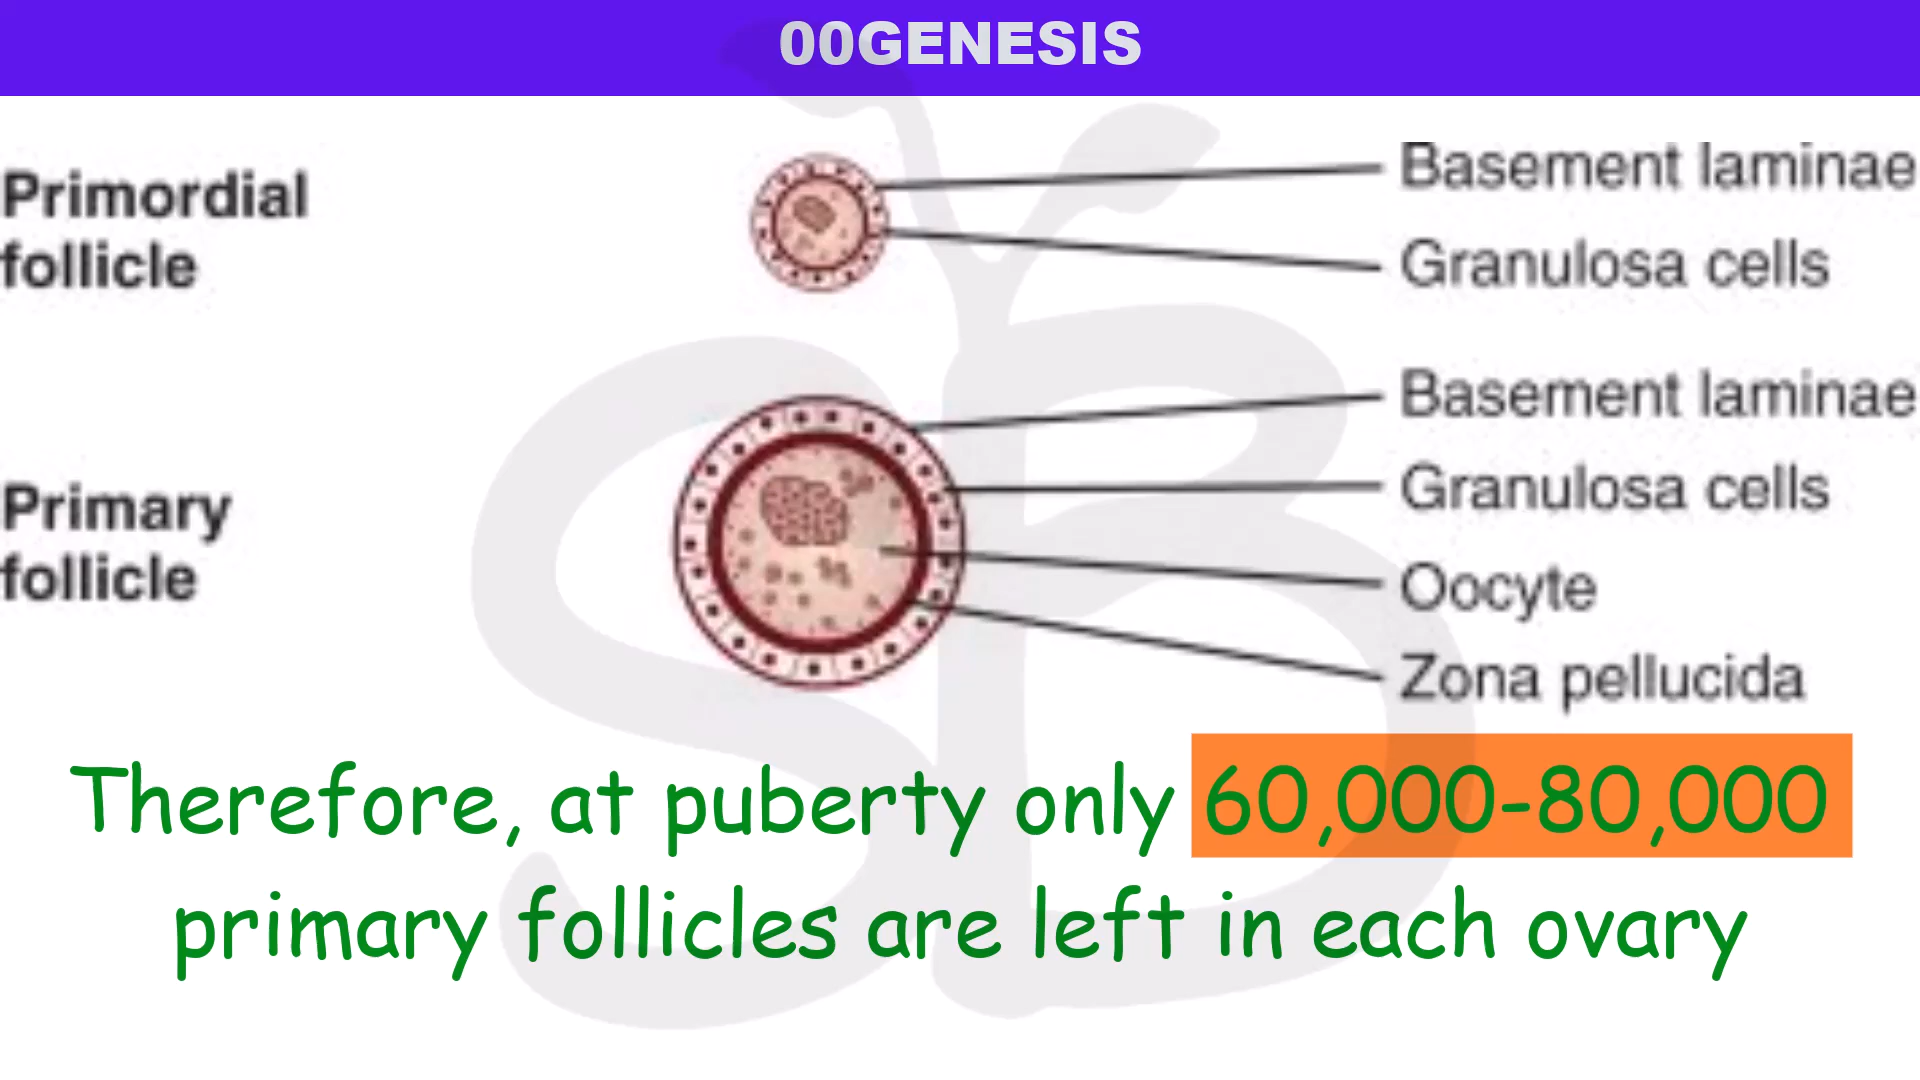 00GENESIS
Primordial
follicle
Basement laminae
Granulosa cells
Primary
follicle
Basement laminae
Granulosa cells
Oocyte
Zona pellucida
Therefore, at puberty only 60,000-80,000
primary follicles are left in each ovary
SB